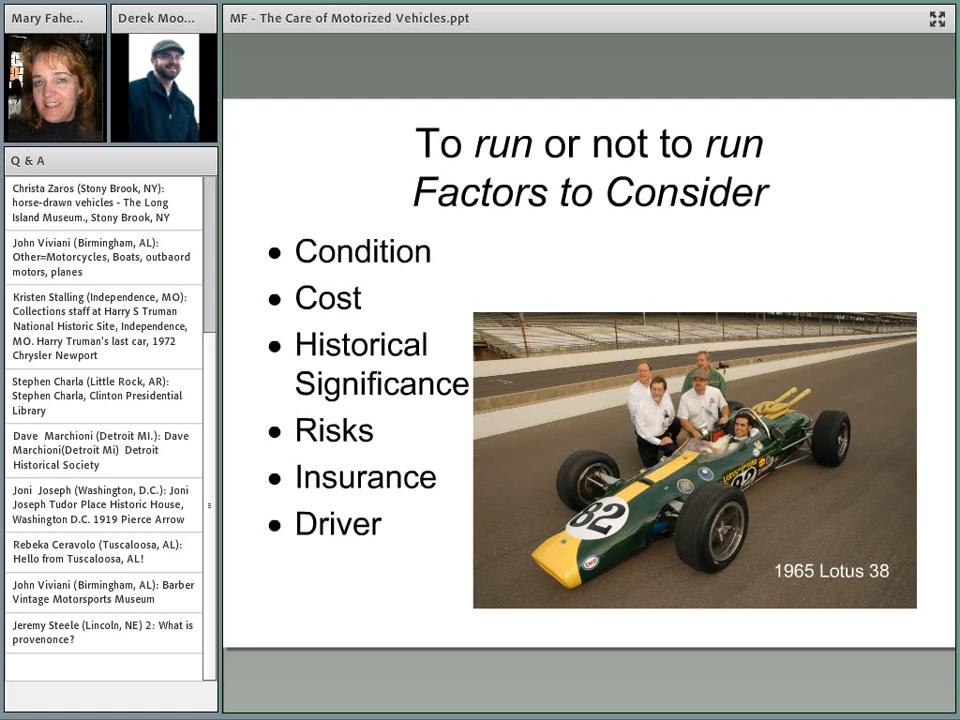 Mary Fahe...
Derek Moo...
MF - The Care of Motorized Vehicles.ppt
Q & A
Christa Zaros (Stony Brook, NY):
horse-drawn vehicles - The Long
Island Museum., Stony Brook, NY
John Viviani (Birmingham, AL):
Other=Motorcycles, Boats, outbaord
motors, planes
Kristen Stalling (Independence, MO):
Collections staff at Harry S Truman
National Historic Site, Independence,
MO. Harry Truman's last car, 1972
Chrysler Newport
Stephen Charla (Little Rock, AR):
Stephen Charla, Clinton Presidential
Library
Dave Marchioni (Detroit MI.): Dave
Marchioni(Detroit Mi) Detroit
Historical Society
Joni Joseph (Washington, D.C.): Joni
Joseph Tudor Place Historic House,
Washington D.C. 1919 Pierce Arrow
Rebeka Ceravolo (Tuscaloosa, AL):
Hello from Tuscaloosa, AL!
John Viviani (Birmingham, AL): Barber
Vintage Motorsports Museum
Jeremy Steele (Lincoln, NE) 2: What is
provenonce?
To run or not to run
Factors to Consider
• Condition
• Cost
• Historical
Significance
• Risks
• Insurance
• Driver
82
82
1965 Lotus 38